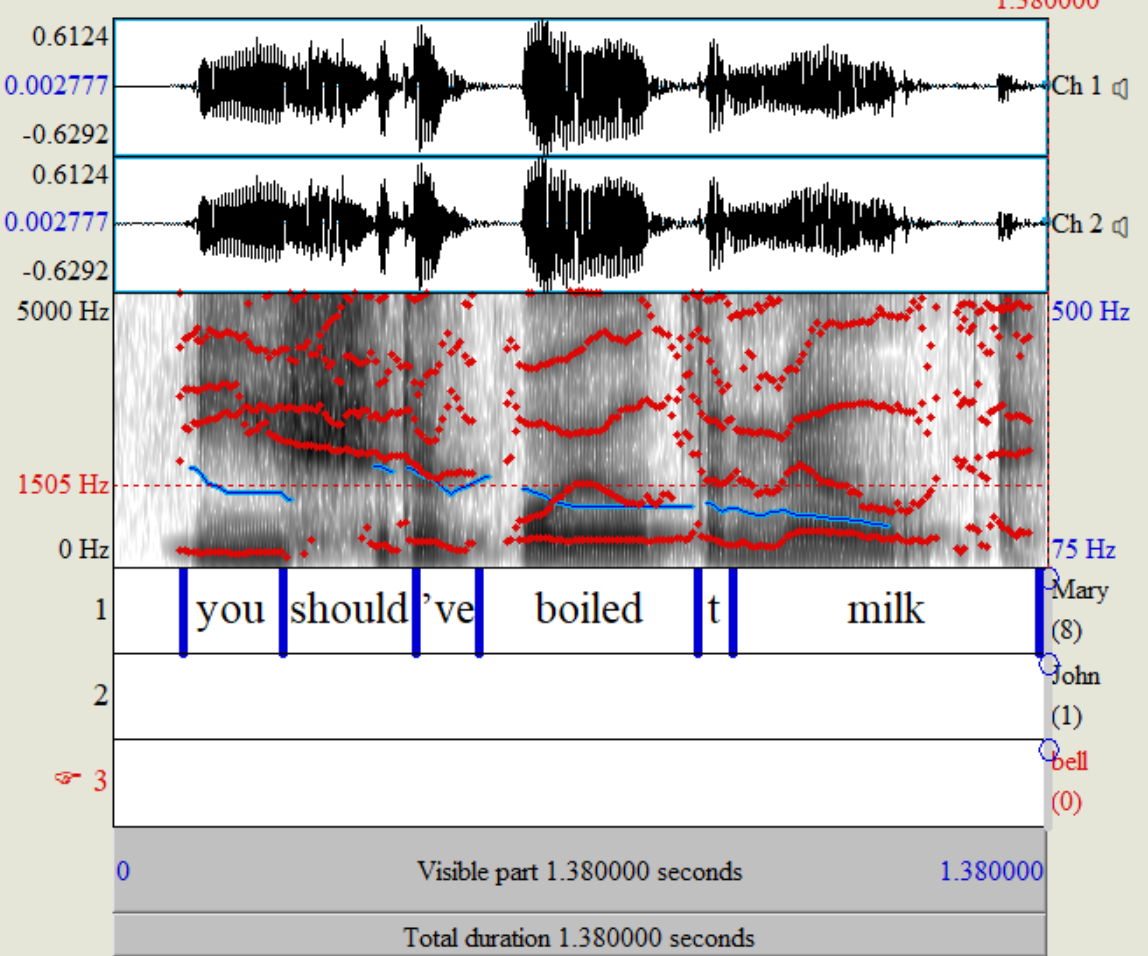 1.380000
0.6124
0.002777 Ch 1
-0.6292
0.6124
0.002777 Ch 2
-0.6292
5000 Hz 500 Hz
1505 Hz
0 Hz 75 Hz
1 you should 've boiled t milk Mary
(8)
2 John
(1)
☞ 3 bell
(0)
0 Visible part 1.380000 seconds 1.380000
Total duration 1.380000 seconds